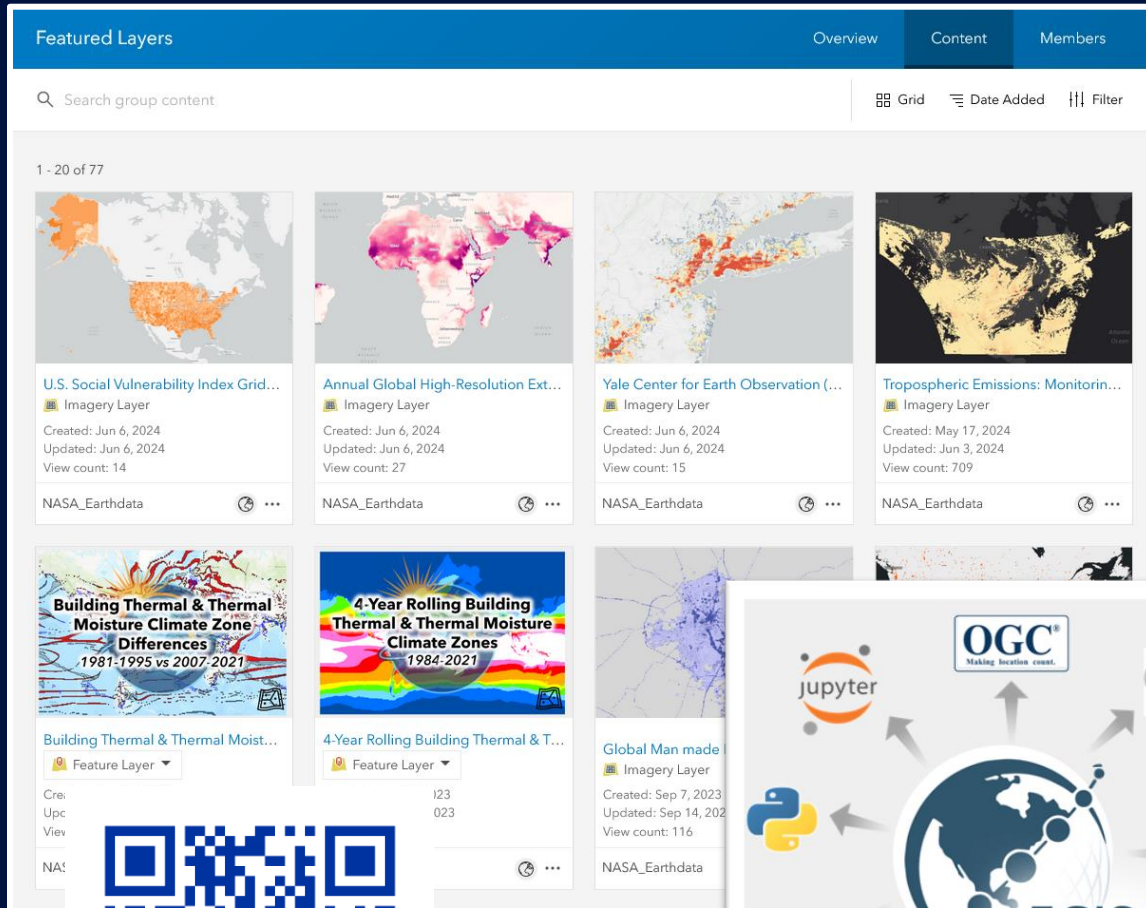 Featured Layers
Overview
Content
Members
Search group content
Grid
Date Added
Filter
1 - 20 of 77
U.S. Social Vulnerability Index Grid...
Imagery Layer
Created: Jun 6, 2024
Updated: Jun 6, 2024
View count: 14
NASA_Earthdata
Annual Global High-Resolution Ext...
Imagery Layer
Created: Jun 6, 2024
Updated: Jun 6, 2024
View count: 27
NASA_Earthdata
Yale Center for Earth Observation (...
Imagery Layer
Created: Jun 6, 2024
Updated: Jun 6, 2024
View count: 15
NASA_Earthdata
Tropospheric Emissions: Monitorin...
Imagery Layer
Created: May 17, 2024
Updated: Jun 3, 2024
View count: 709
NASA_Earthdata
Building Thermal & Thermal
Moisture Climate Zone
Differences
1981-1995 vs 2007-2021
Building Thermal & Thermal Moist...
Feature Layer
4-Year Rolling Building
Thermal & Thermal Moisture
Climate Zones
1984-2021
4-Year Rolling Building Thermal & T...
Feature Layer
Global Man made
Imagery Layer
Created: Sep 7, 2023
Updated: Sep 14, 202
View count: 116
NASA_Earthdata
jupyter
OGC®
Making location count.